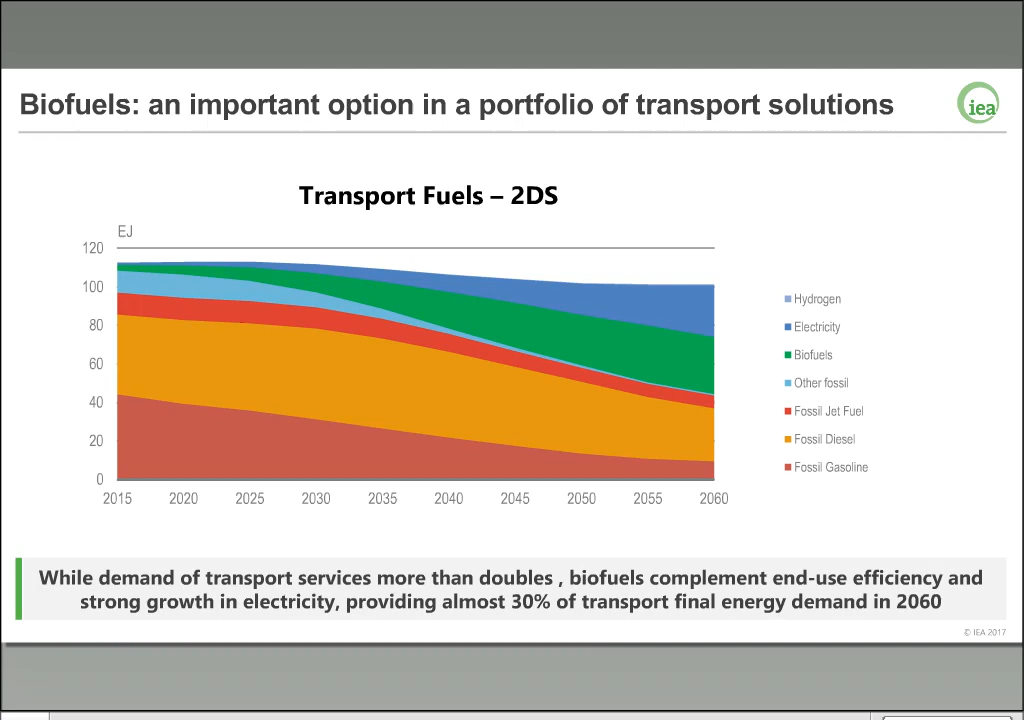 Biofuels: an important option in a portfolio of transport solutions
iea
Transport Fuels – 2DS
EJ
120
100
80
60
40
20
0
2015 2020 2025 2030 2035 2040 2045 2050 2055 2060
Hydrogen
Electricity
Biofuels
Other fossil
Fossil Jet Fuel
Fossil Diesel
Fossil Gasoline
While demand of transport services more than doubles , biofuels complement end-use efficiency and
strong growth in electricity, providing almost 30% of transport final energy demand in 2060
© IEA 2017